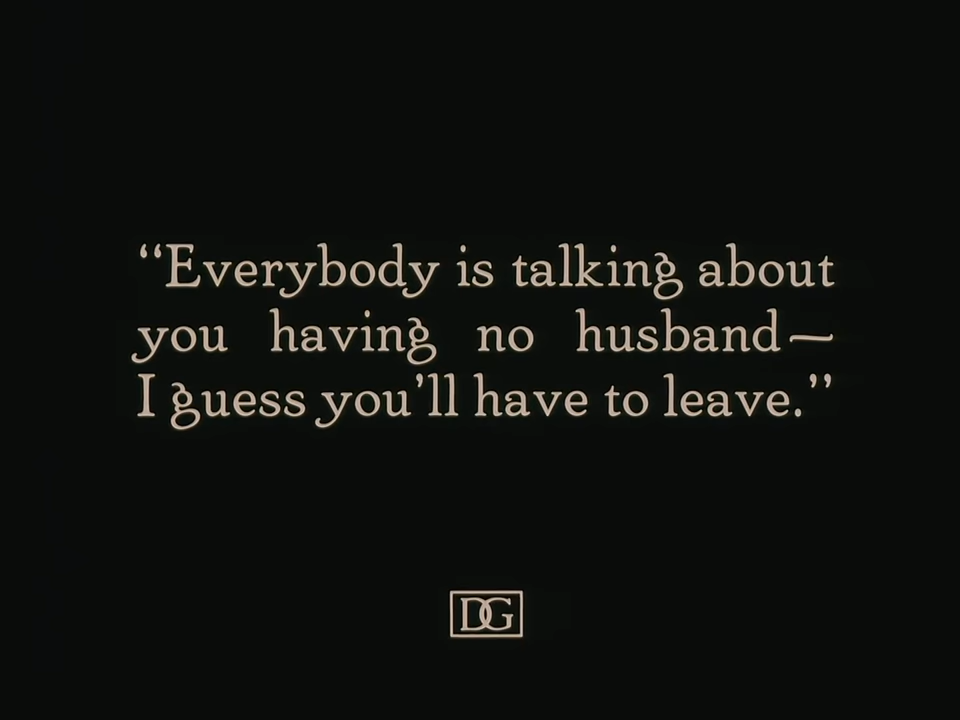 “Everybody is talking about
you having no husband—
I guess you’ll have to leave.”
DG